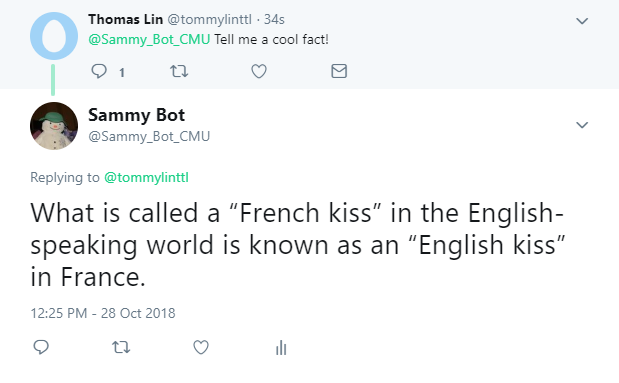 Thomas Lin @tommylinttl · 34s
@Sammy_Bot_CMU Tell me a cool fact!
1
Sammy Bot
@Sammy_Bot_CMU
Replying to @tommylinttl
What is called a “French kiss” in the English-
speaking world is known as an “English kiss”
in France.
12:25 PM - 28 Oct 2018